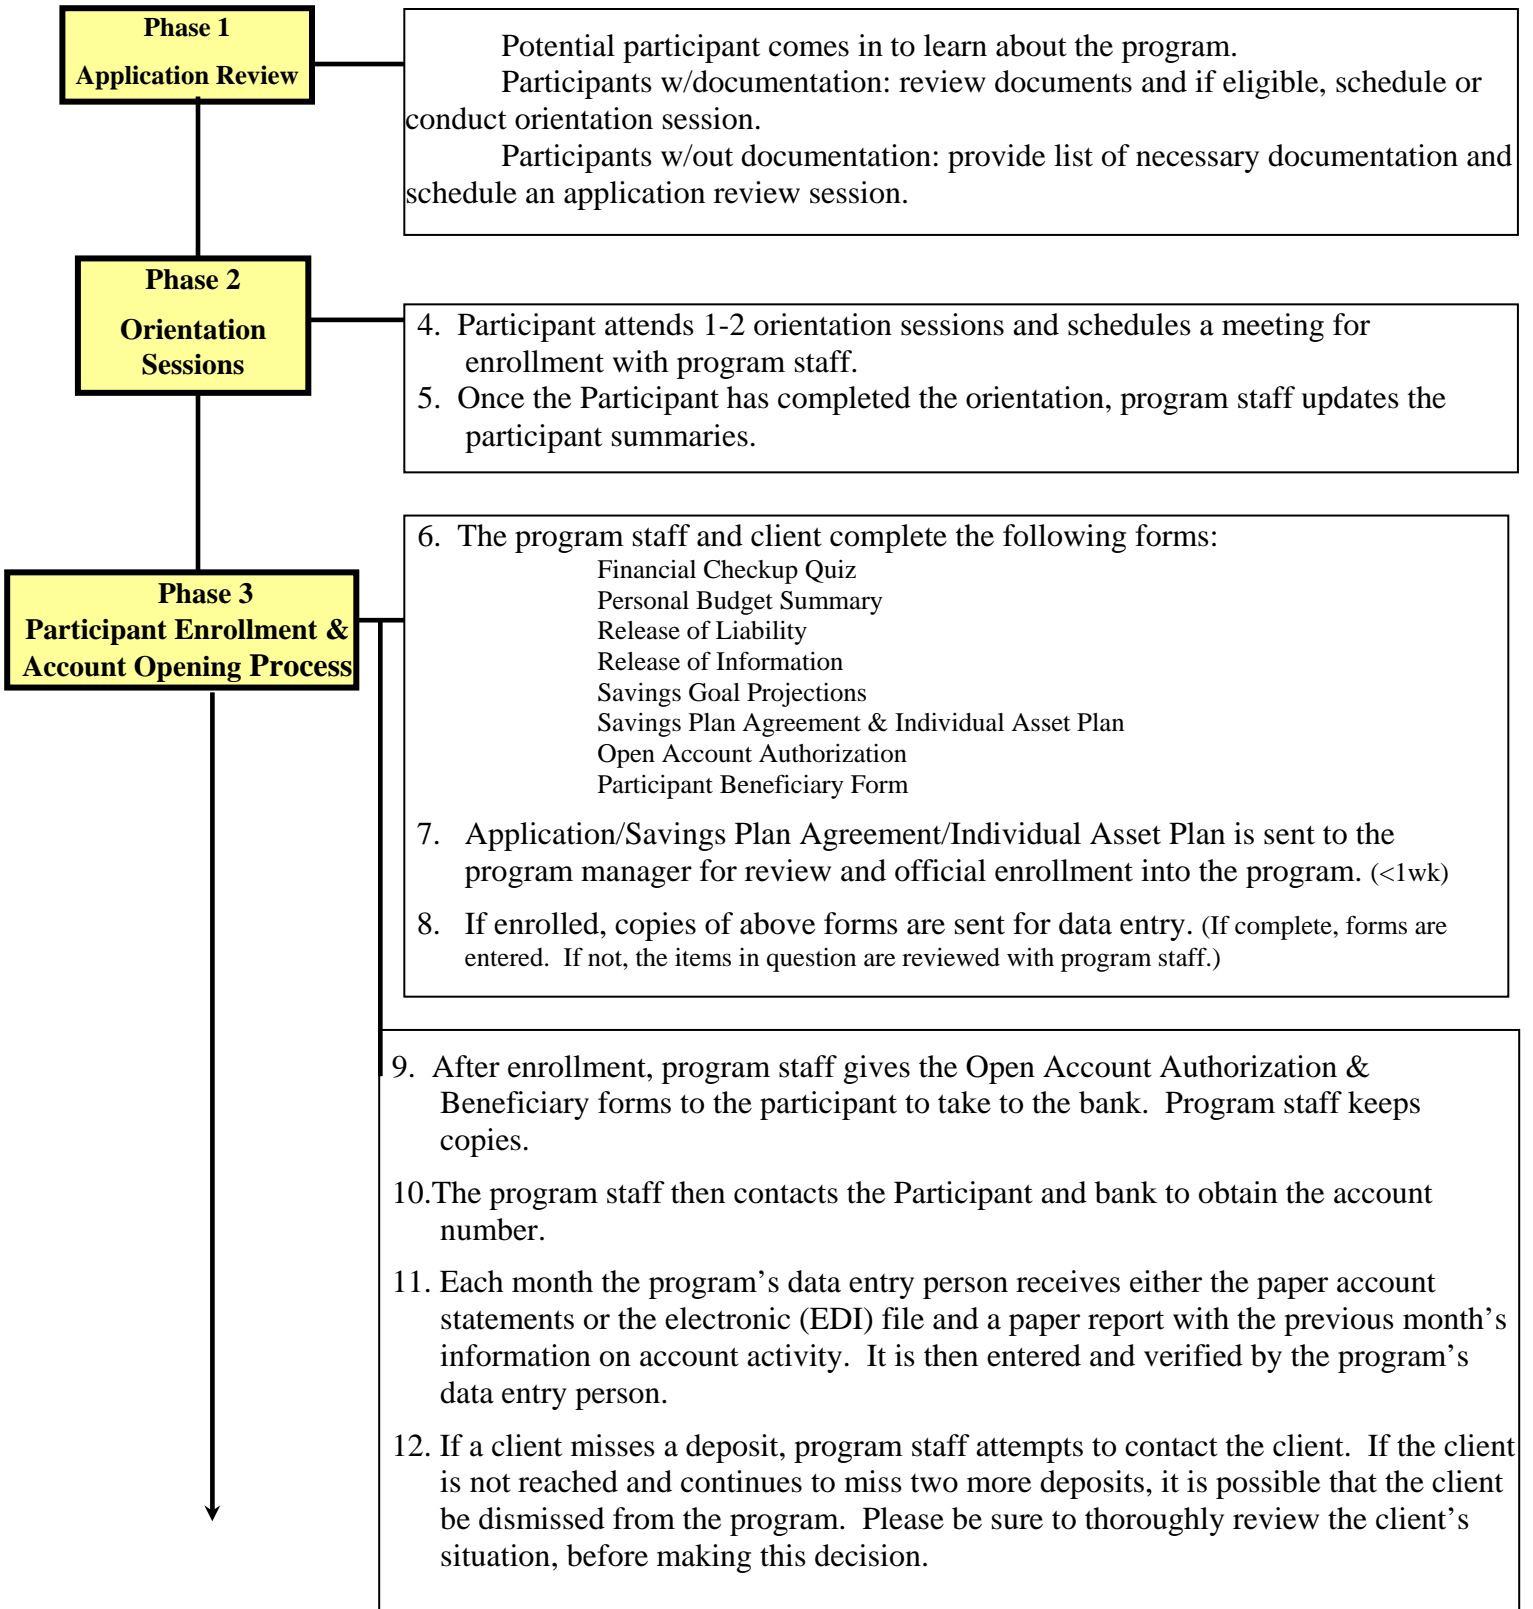 Phase 1
Application Review
Potential participant comes in to learn about the program.
Participants w/documentation: review documents and if eligible, schedule or
conduct orientation session.
Participants w/out documentation: provide list of necessary documentation and
schedule an application review session.
Phase 2
Orientation
Sessions
4. Participant attends 1-2 orientation sessions and schedules a meeting for
enrollment with program staff.
5. Once the Participant has completed the orientation, program staff updates the
participant summaries.
Phase 3
Participant Enrollment &
Account Opening Process
6. The program staff and client complete the following forms:
Financial Checkup Quiz
Personal Budget Summary
Release of Liability
Release of Information
Savings Goal Projections
Savings Plan Agreement & Individual Asset Plan
Open Account Authorization
Participant Beneficiary Form
7. Application/Savings Plan Agreement/Individual Asset Plan is sent to the
program manager for review and official enrollment into the program. (<1wk)
8. If enrolled, copies of above forms are sent for data entry. (If complete, forms are
entered. If not, the items in question are reviewed with program staff.)
9. After enrollment, program staff gives the Open Account Authorization &
Beneficiary forms to the participant to take to the bank. Program staff keeps
copies.
10.The program staff then contacts the Participant and bank to obtain the account
number.
11. Each month the program's data entry person receives either the paper account
statements or the electronic (EDI) file and a paper report with the previous month's
information on account activity. It is then entered and verified by the program's
data entry person.
12. If a client misses a deposit, program staff attempts to contact the client. If the client
is not reached and continues to miss two more deposits, it is possible that the client
be dismissed from the program. Please be sure to thoroughly review the client's
situation, before making this decision.